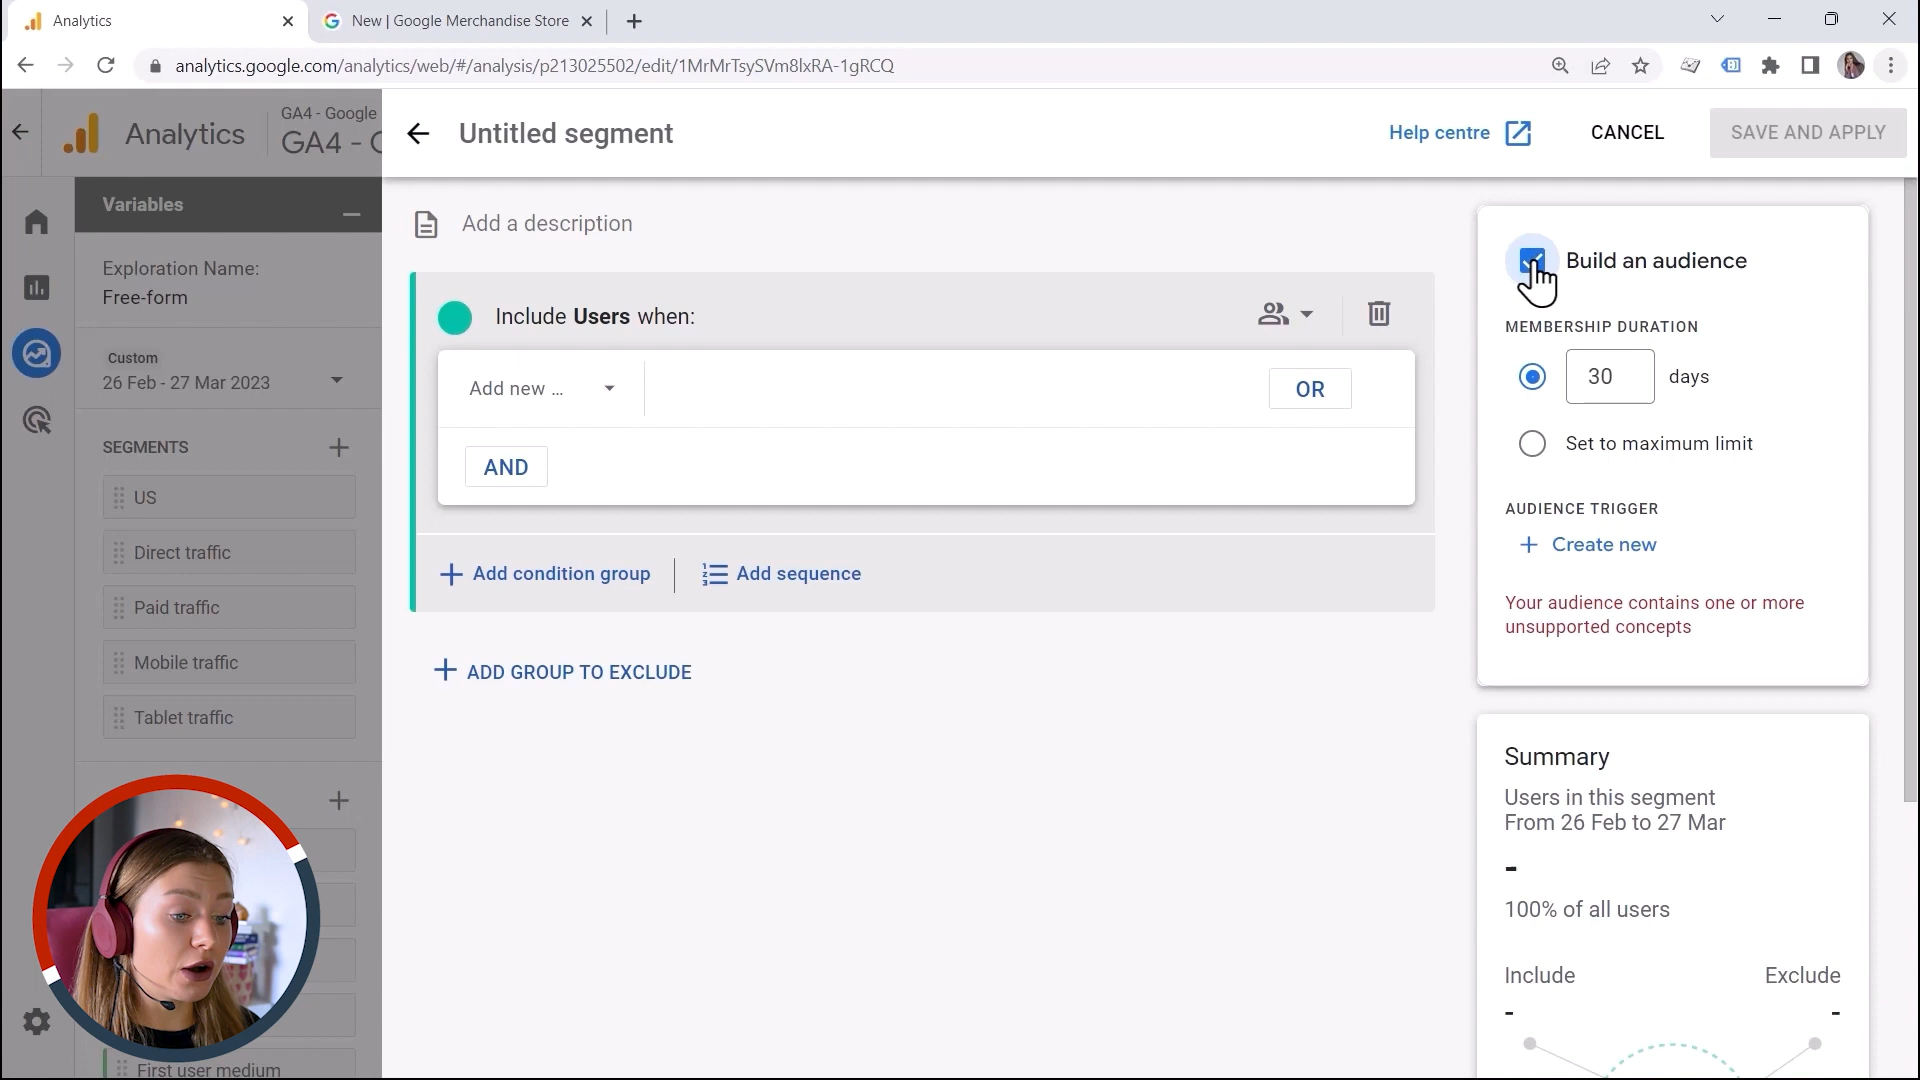 Analytics
New | Google Merchandise Store
analytics.google.com/analytics/web/#/analysis/p213025502/edit/1MrMrTsySVm8lxRA-1gRCQ
Analytics
GA4 - Google
GA4 - G
Untitled segment
Help centre
CANCEL
SAVE AND APPLY
Variables
Exploration Name:
Free-form
Custom
26 Feb - 27 Mar 2023
SEGMENTS
US
Direct traffic
Paid traffic
Mobile traffic
Tablet traffic
First user medium
Add a description
Include Users when:
Add new ...
OR
AND
Add condition group
Add sequence
ADD GROUP TO EXCLUDE
Build an audience
MEMBERSHIP DURATION
30 days
Set to maximum limit
AUDIENCE TRIGGER
Create new
Your audience contains one or more
unsupported concepts
Summary
Users in this segment
From 26 Feb to 27 Mar
-
100% of all users
Include Exclude
- -